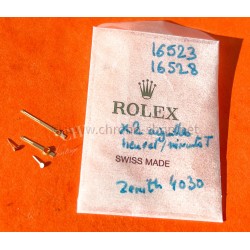 16523
16528
ROLEX
x2 aiguilles
heures/minutes T
SWISS MADE
Zenith 4030